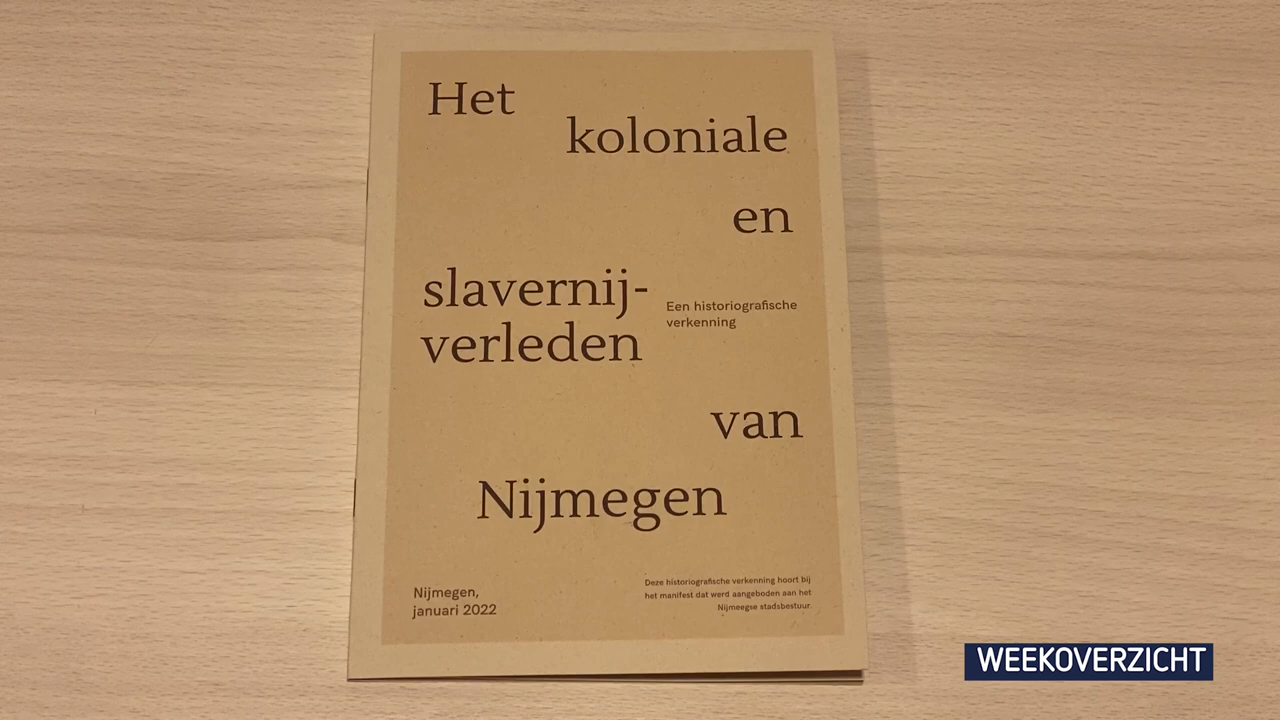 Het
koloniale
en
slavernij-
verleden
Een historiografische
verkenning
van
Nijmegen
Nijmegen,
januari 2022
Deze historiografische verkenning hoort bij
het manifest dat werd aangeboden aan het
Nijmeegse stadsbestuur.
WEEKOVERZICHT